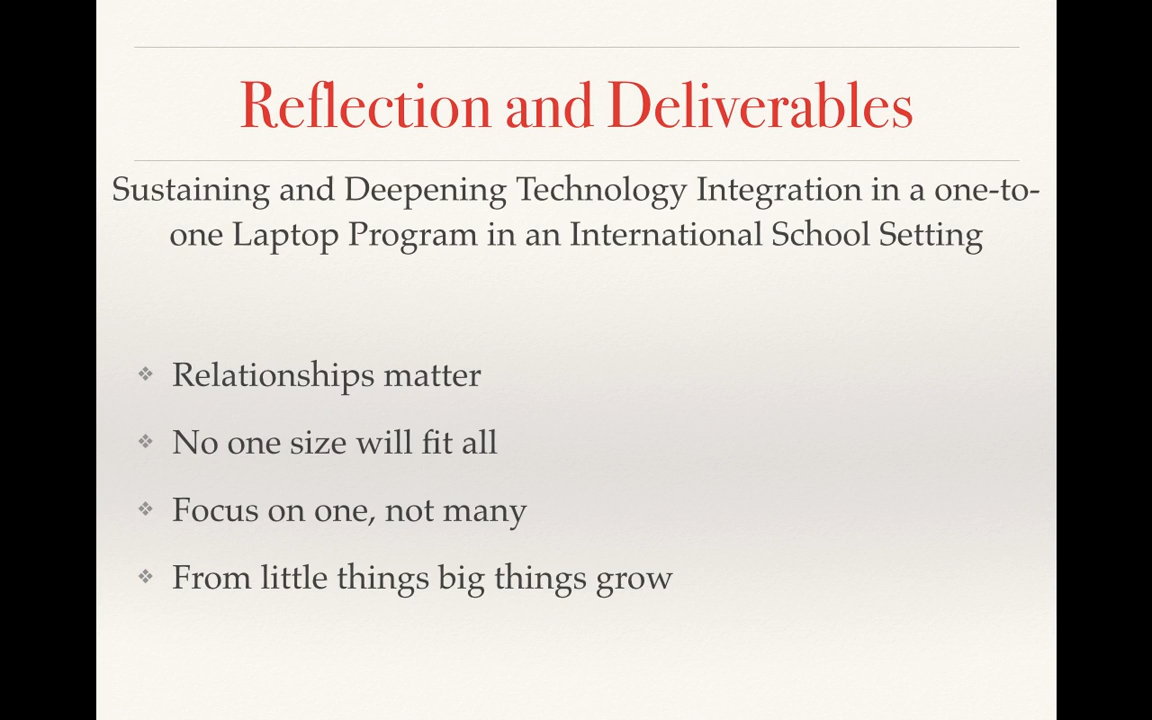 Reflection and Deliverables
Sustaining and Deepening Technology Integration in a one-to-
one Laptop Program in an International School Setting
❖ Relationships matter
❖ No one size will fit all
❖ Focus on one, not many
❖ From little things big things grow